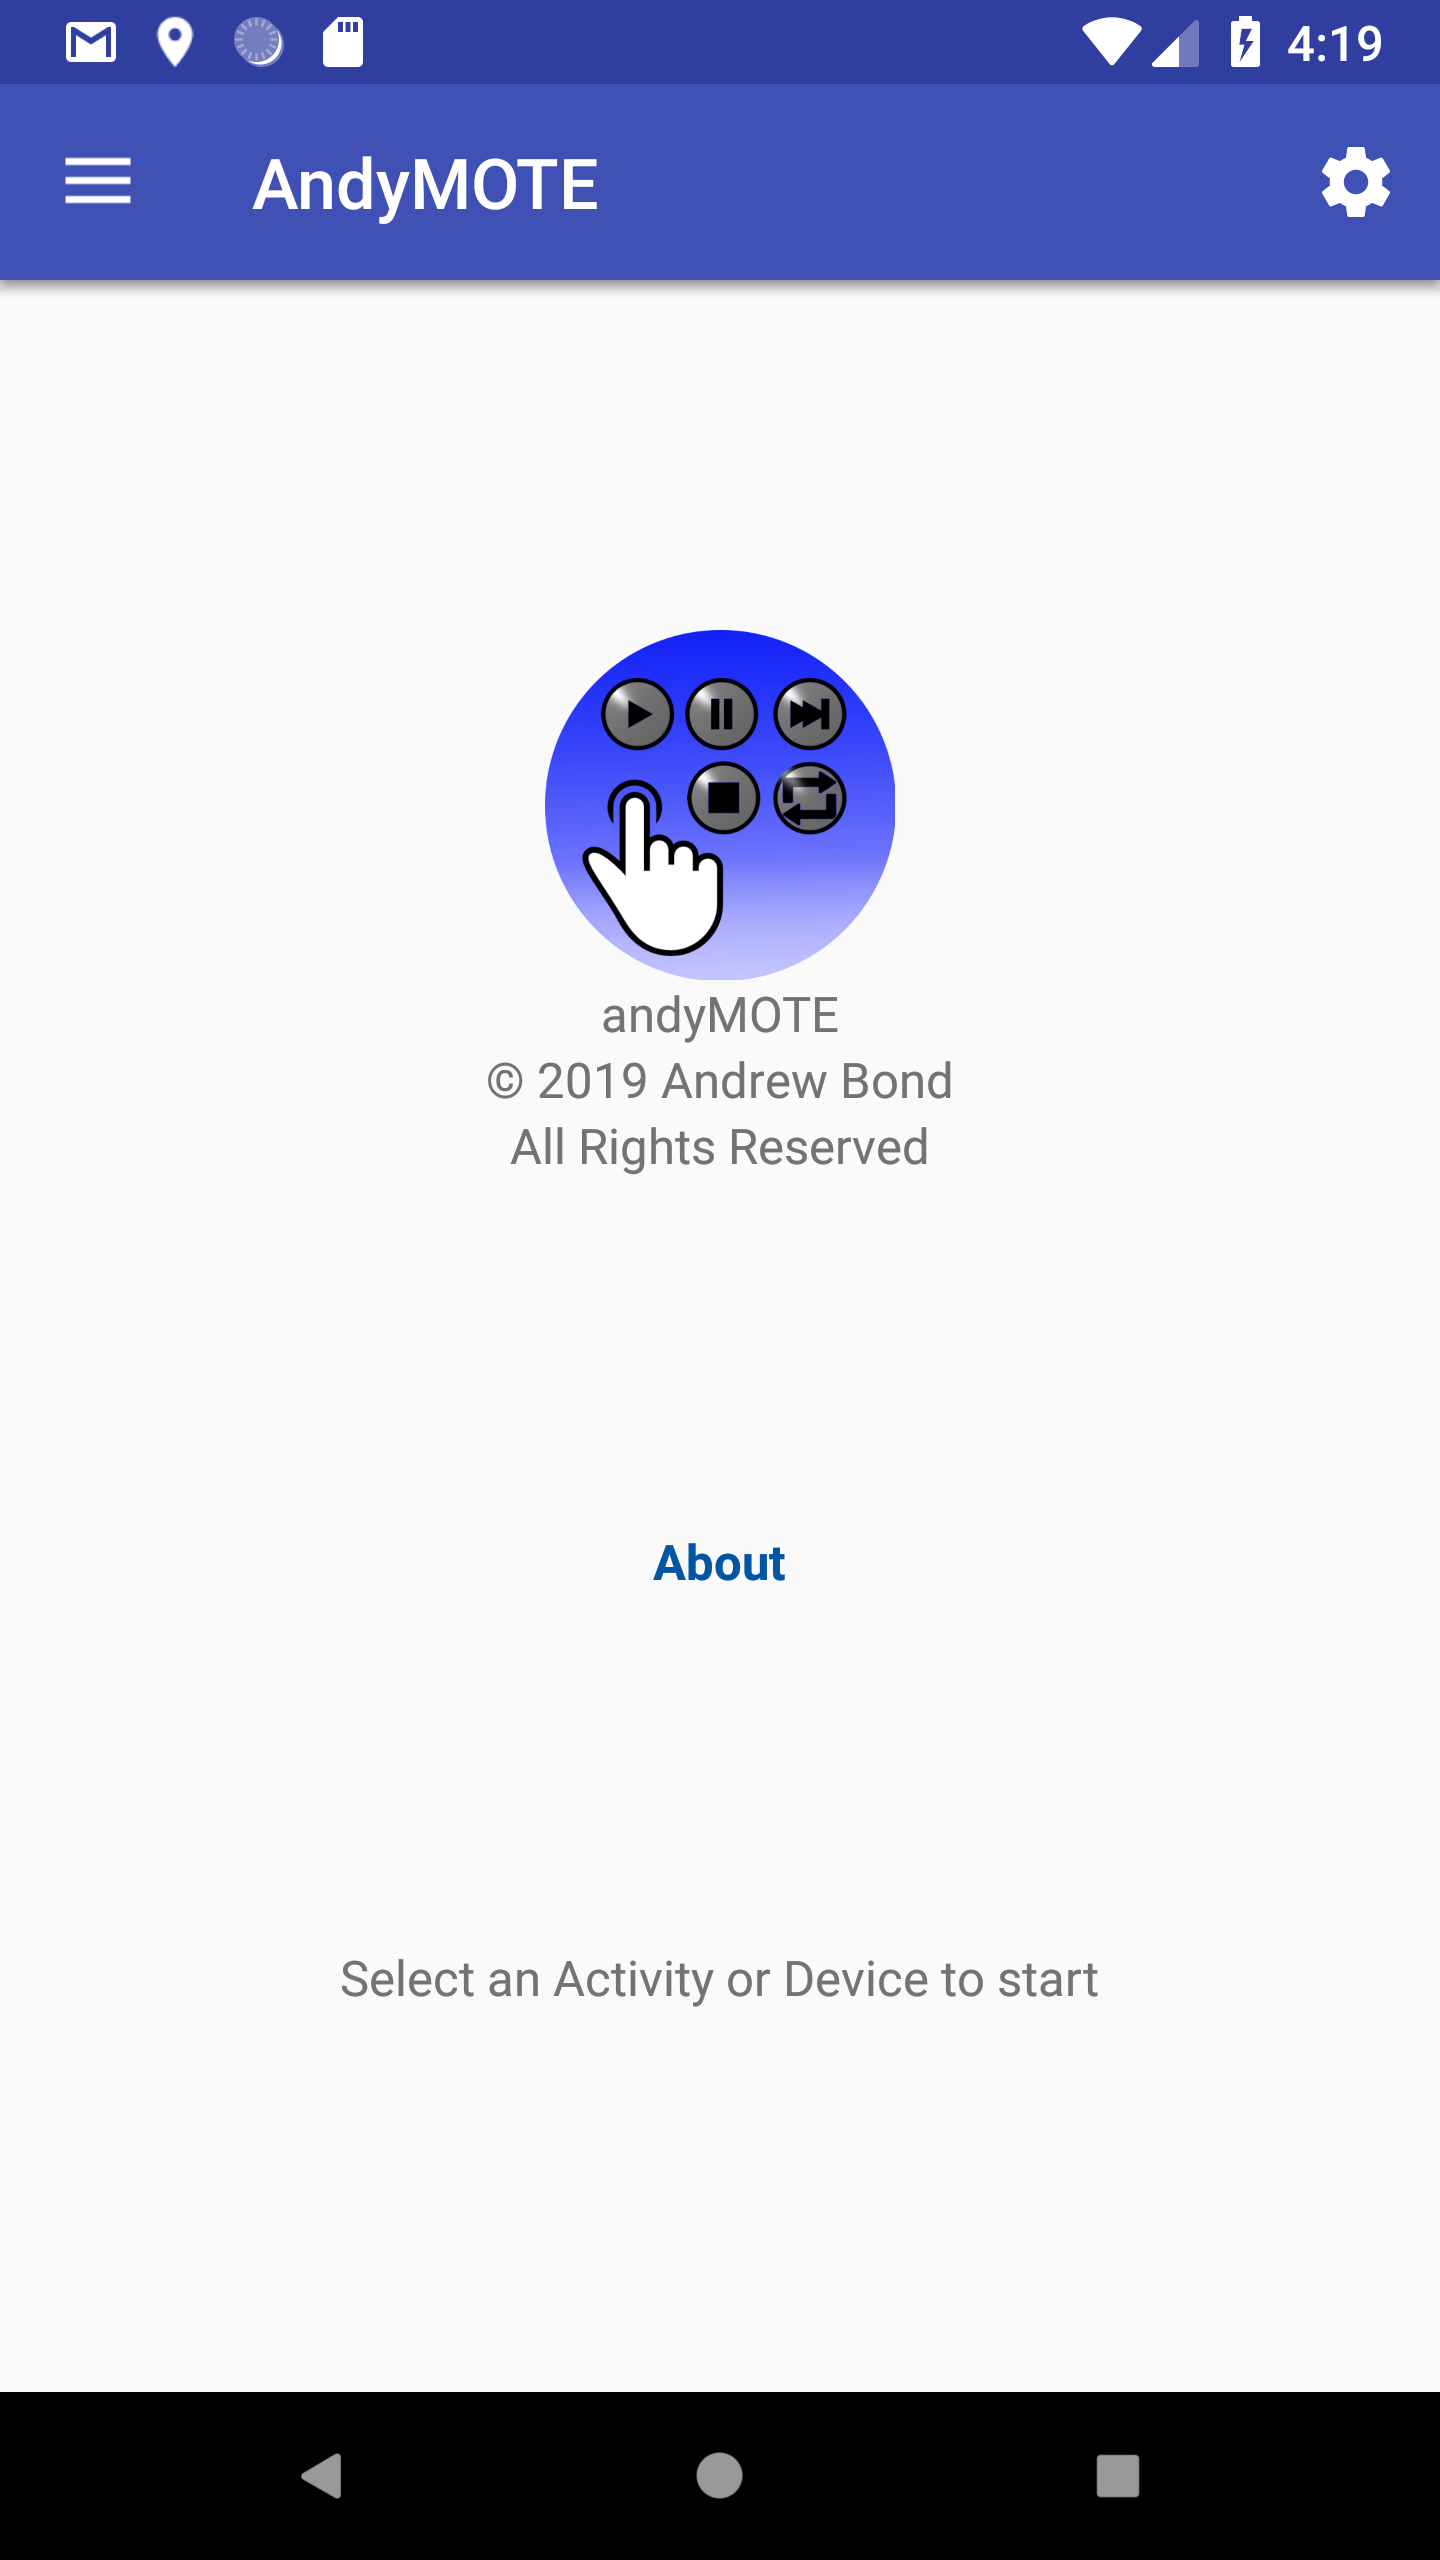 4:19
AndyMOTE
andyMOTE
© 2019 Andrew Bond
All Rights Reserved
About
Select an Activity or Device to start